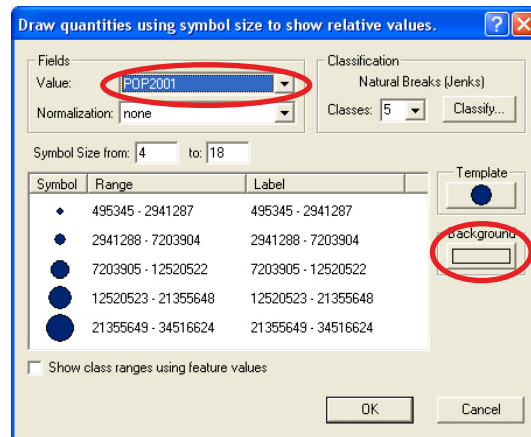 Draw quantities using symbol size to show relative values.
Fields
Value: POP2001
Normalization: none
Classification
Natural Breaks (Jenks)
Classes: 5 Classify...
Symbol Size from: 4 to: 18
Symbol Range Label
495345 - 2941287 495345 - 2941287
2941288 - 7203904 2941288 - 7203904
7203905 - 12520522 7203905 - 12520522
12520523 - 21355648 12520523 - 21355648
21355649 - 34516624 21355649 - 34516624
Template
Background
Show class ranges using feature values
OK Cancel